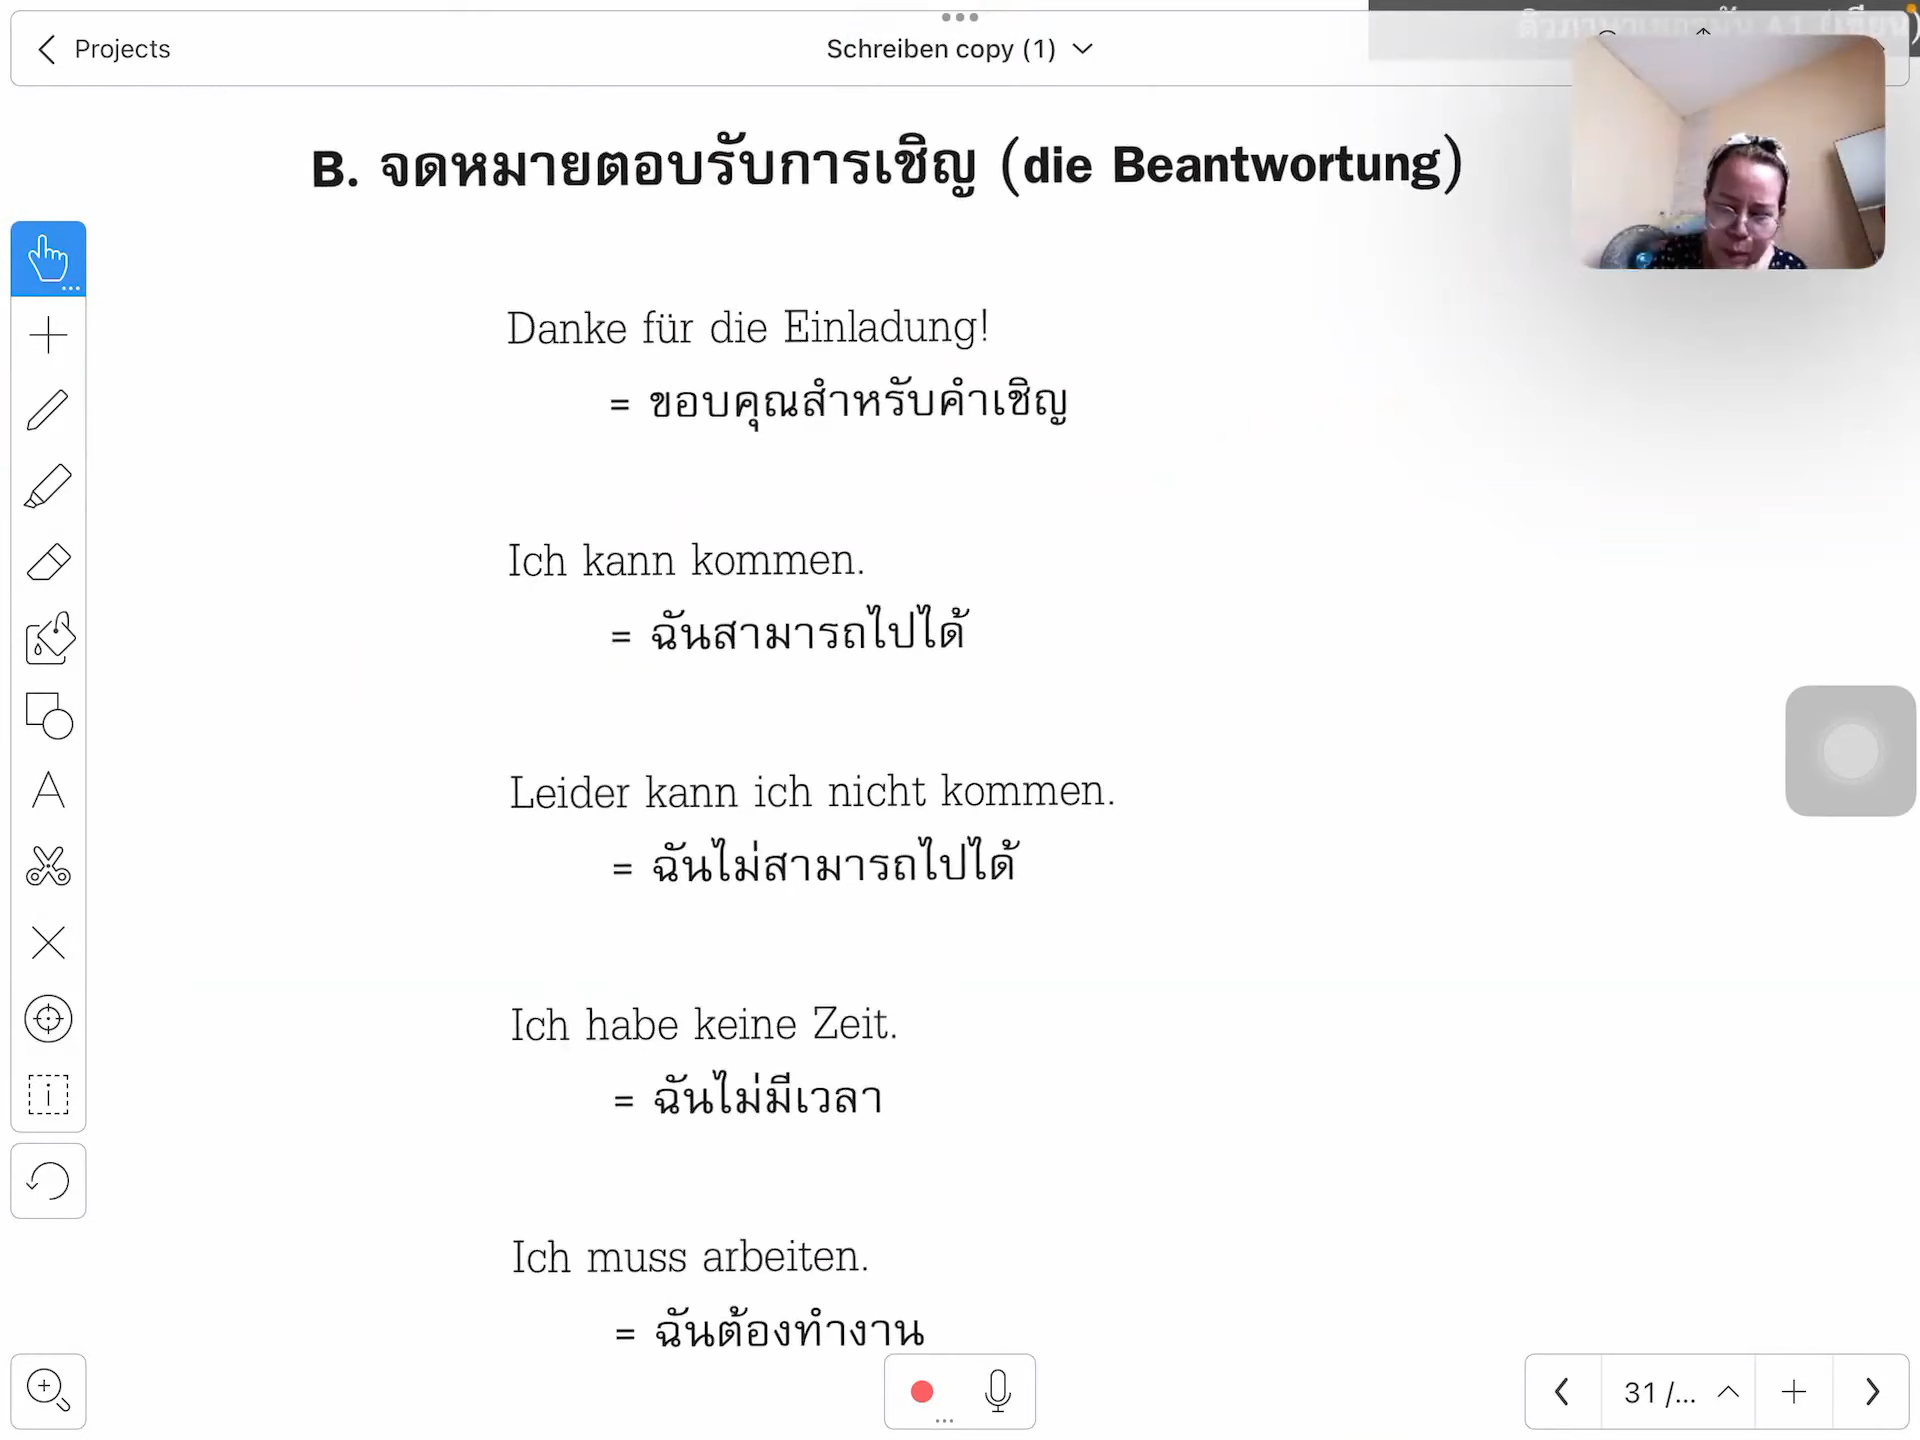 Projects
Schreiben copy (1)
B. จดหมายตอบรับการเชิญ (die Beantwortung)
Danke für die Einladung!
= ขอบคุณสำหรับคำเชิญ
Ich kann kommen.
= ฉันสามารถไปได้
Leider kann ich nicht kommen.
= ฉันไม่สามารถไปได้
Ich habe keine Zeit.
= ฉันไม่มีเวลา
Ich muss arbeiten.
= ฉันต้องทำงาน
31 /...